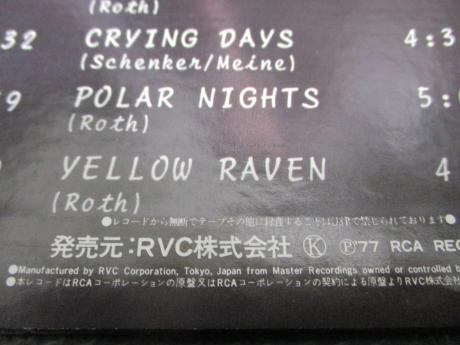 (Roth)
32 CRYING DAYS 4:3
(Schenker/Meine)
9 POLAR NIGHTS 5:
(Roth)
YELLOW RAVEN 4
(Roth)
●レコードから無断でテープその他に録音することは法律で禁じられております●
発売元:RVC株式会社 Ⓚ Ⓟ'77 RCA REC
●Manufactured by RVC Corporation, Tokyo, Japan from Master Recordings owned or controlled b
●本レコードはRCAコーポレーションの原盤又はRCAコーポレーションの契約による原盤よりRVC株式会社